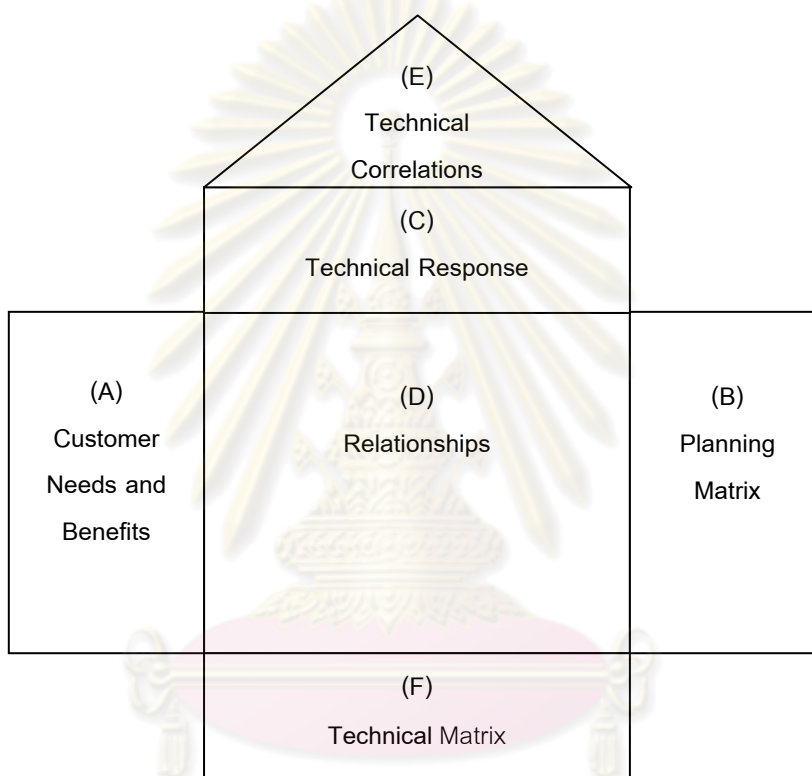 (E)
Technical
Correlations
(C)
Technical Response
(A)
Customer
Needs and
Benefits
(D)
Relationships
(B)
Planning
Matrix
(F)
Technical Matrix